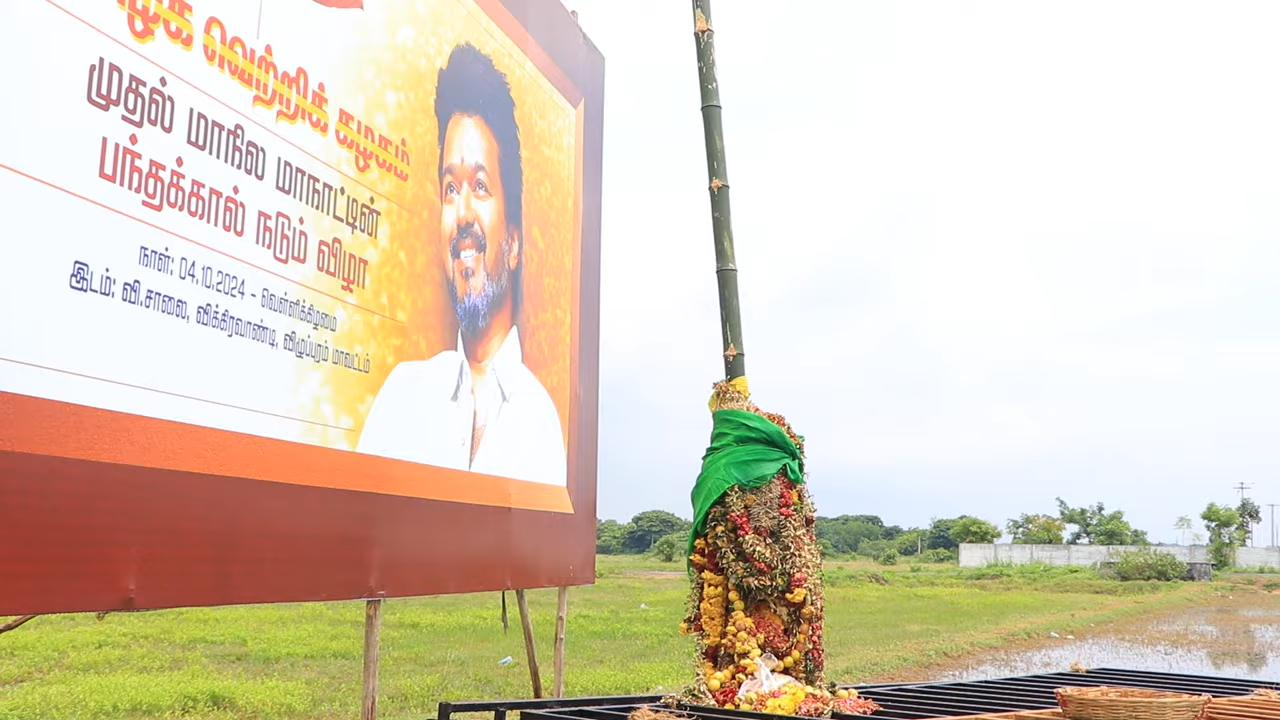 வெற்றிக் கழகம்
முதல் மாநில மாநாட்டின்
பந்தக்கால் நடும் விழா
நாள்: 04.10.2024 - வெள்ளிக்கிழமை
இடம்: வி.சாலை, விக்கிரவாண்டி, விழுப்புரம் மாவட்டம்